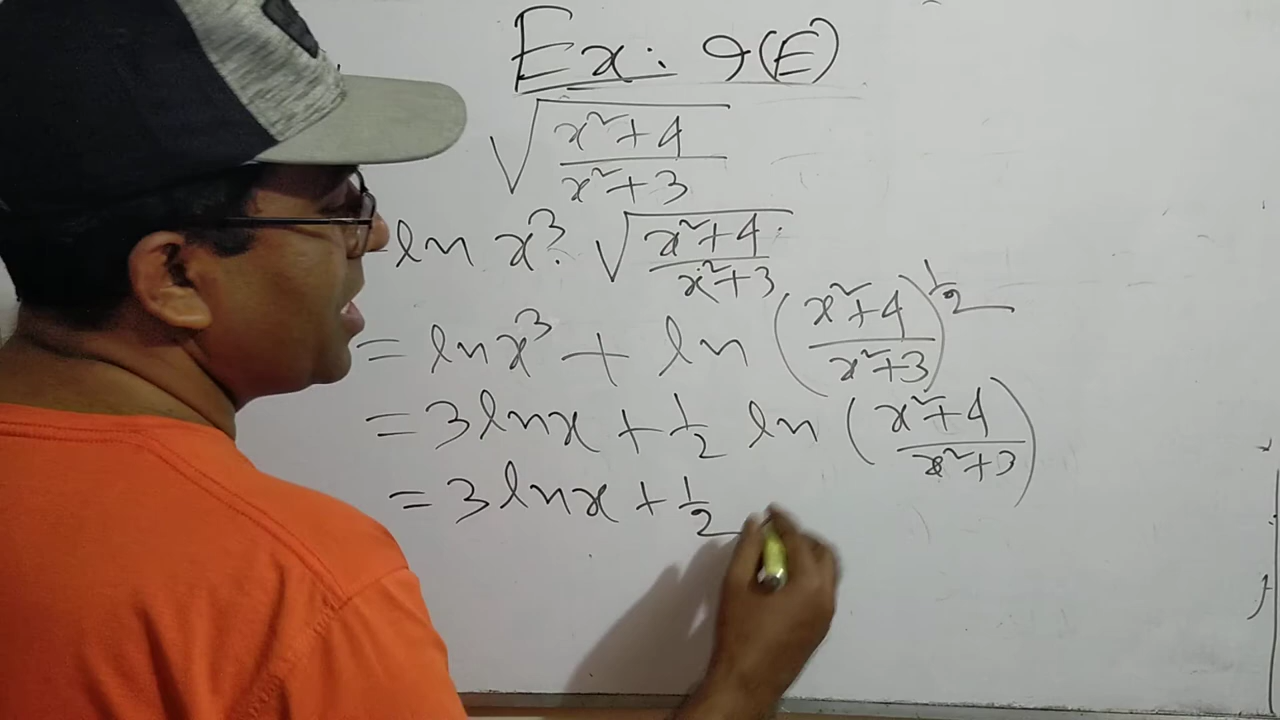 Ex: 9(E)
√((x²+4)/(x²+3))
ln x³· √((x²+4)/(x²+3))
= ln x³ + ln ((x²+4)/(x²+3))^(1/2)
= 3 ln x + 1/2 ln ((x²+4)/(x²+3))
= 3 ln x + 1/2